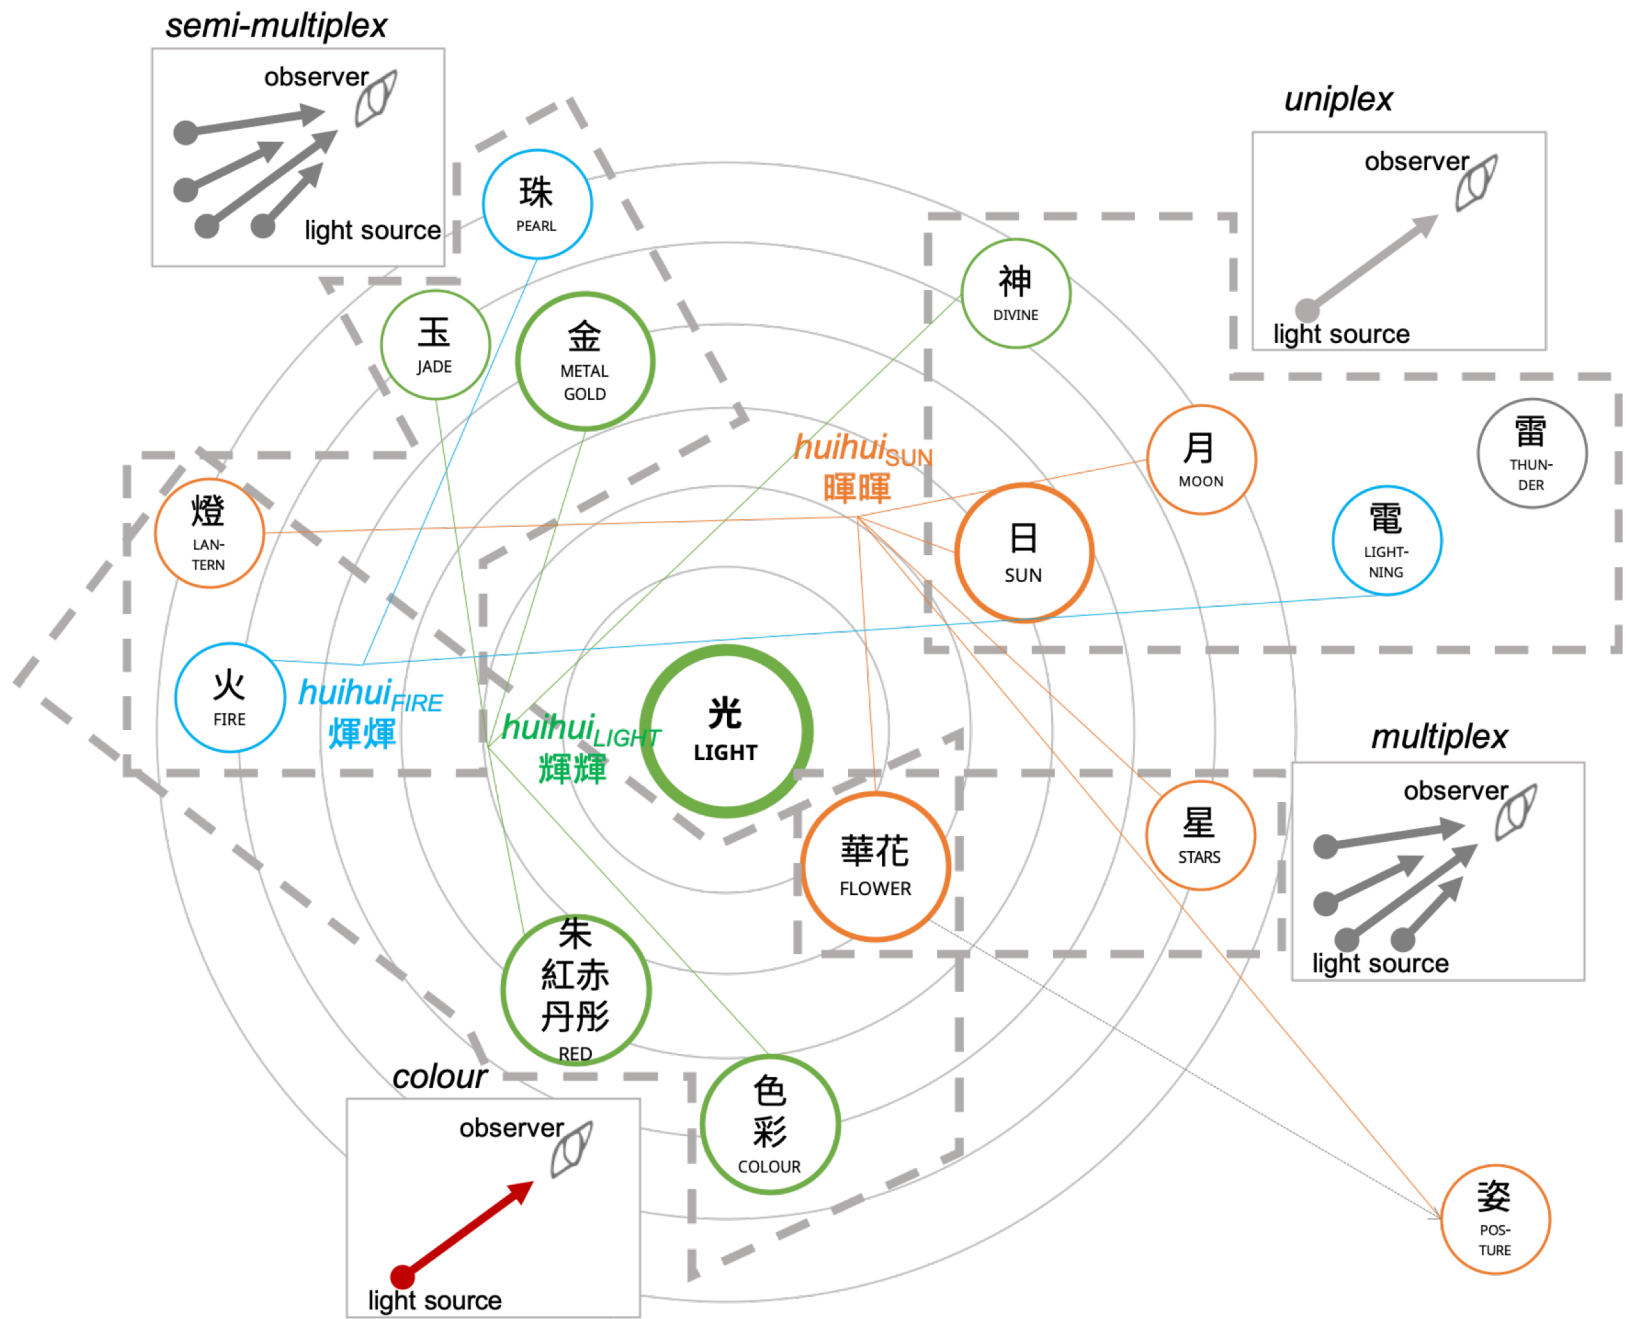 semi-multiplex
observer
light source
uniplex
observer
light source
珠
PEARL
神
DIVINE
玉
JADE
金
METAL
GOLD
月
MOON
雷
THUN-
DER
huihuiSUN
暉暉
燈
LAN-
TERN
日
SUN
電
LIGHT-
NING
火
FIRE
huihuiFIRE
煇煇
huihuiLIGHT
輝輝
光
LIGHT
multiplex
observer
light source
華花
FLOWER
星
STARS
朱
紅赤
丹彤
RED
colour
observer
light source
色
彩
COLOUR
姿
POS-
TURE